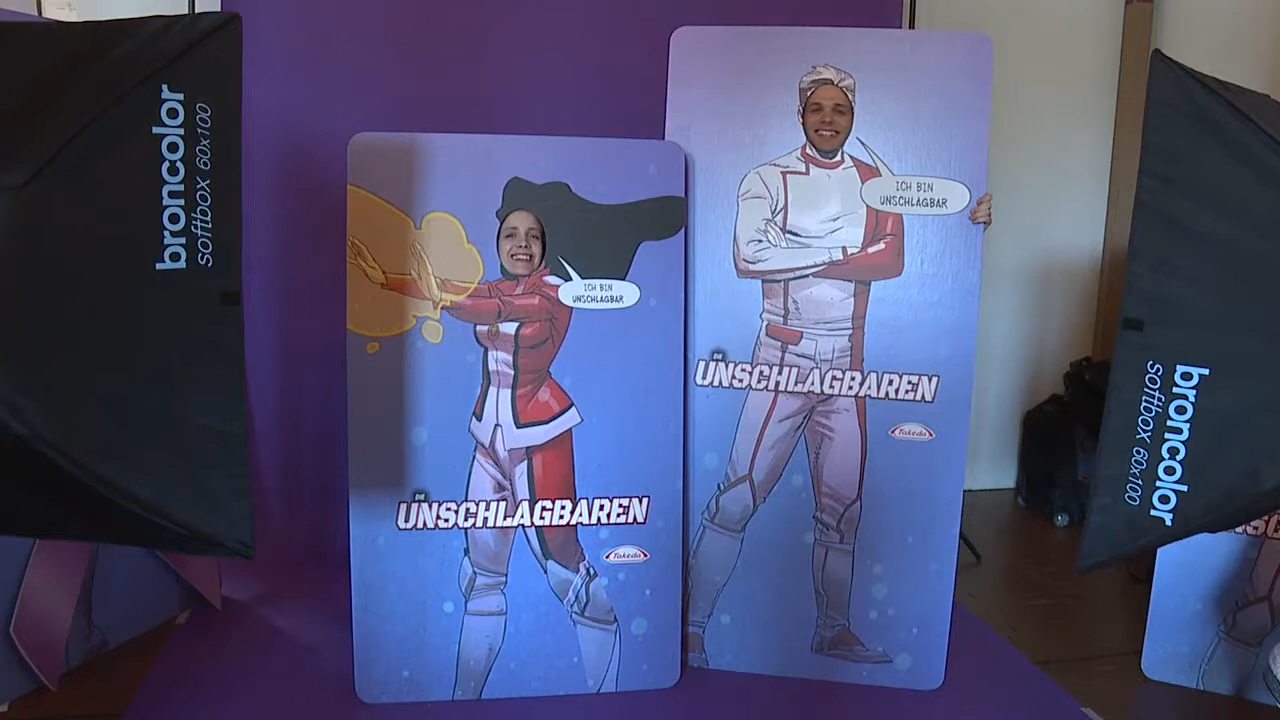 broncolor
softbox 60x100
ICH BIN
UNSCHLAGBAR
DIE
UNSCHLAGBAREN
Takeda
ICH BIN
UNSCHLAGBAR
DIE
UNSCHLAGBAREN
Takeda
broncolor
softbox 60x100